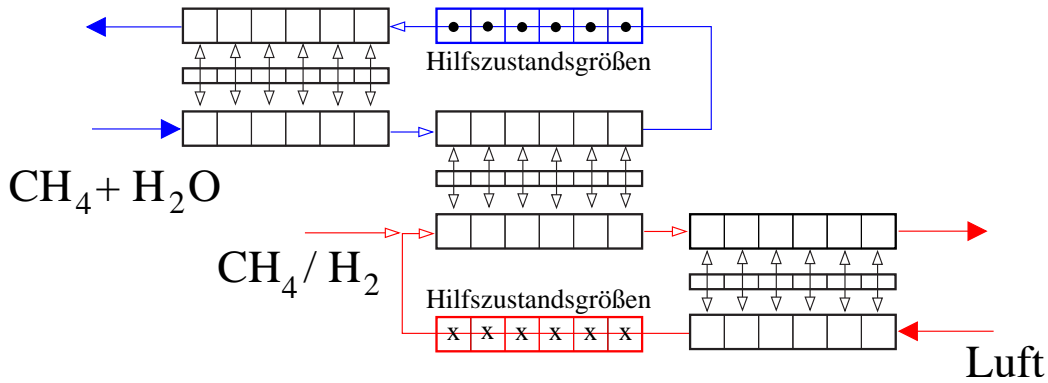 Hilfszustandsgrößen
CH₄ + H₂O
CH₄ / H₂
Hilfszustandsgrößen
x x x x x x
Luft